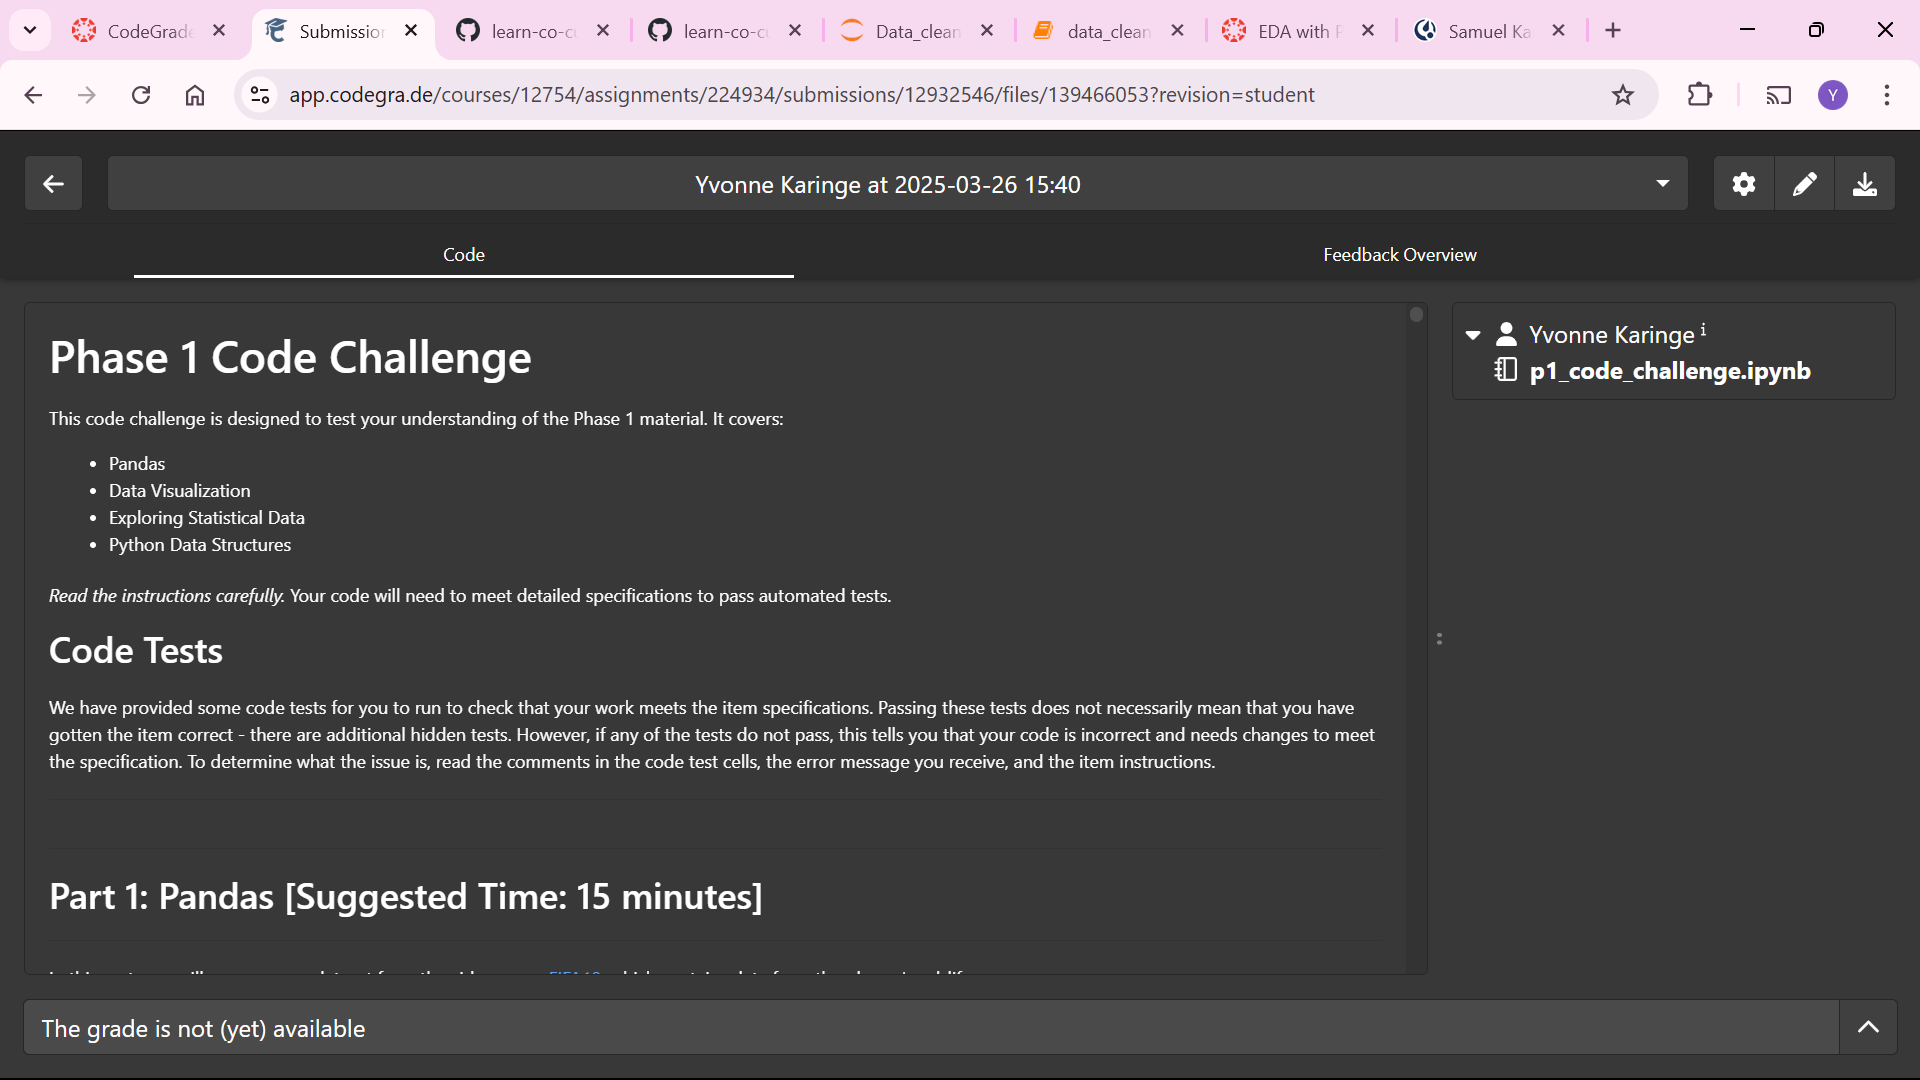 CodeGrade
Submission
learn-co-cu
learn-co-cu
Data_clean
data_clean
EDA with P
Samuel Ka
app.codegra.de/courses/12754/assignments/224934/submissions/12932546/files/139466053?revision=student
Y
Yvonne Karinge at 2025-03-26 15:40
Code
Feedback Overview
Phase 1 Code Challenge
This code challenge is designed to test your understanding of the Phase 1 material. It covers:
• Pandas
• Data Visualization
• Exploring Statistical Data
• Python Data Structures
Read the instructions carefully. Your code will need to meet detailed specifications to pass automated tests.
Code Tests
We have provided some code tests for you to run to check that your work meets the item specifications. Passing these tests does not necessarily mean that you have
gotten the item correct - there are additional hidden tests. However, if any of the tests do not pass, this tells you that your code is incorrect and needs changes to meet
the specification. To determine what the issue is, read the comments in the code test cells, the error message you receive, and the item instructions.
Part 1: Pandas [Suggested Time: 15 minutes]
Yvonne Karinge i
p1_code_challenge.ipynb
The grade is not (yet) available